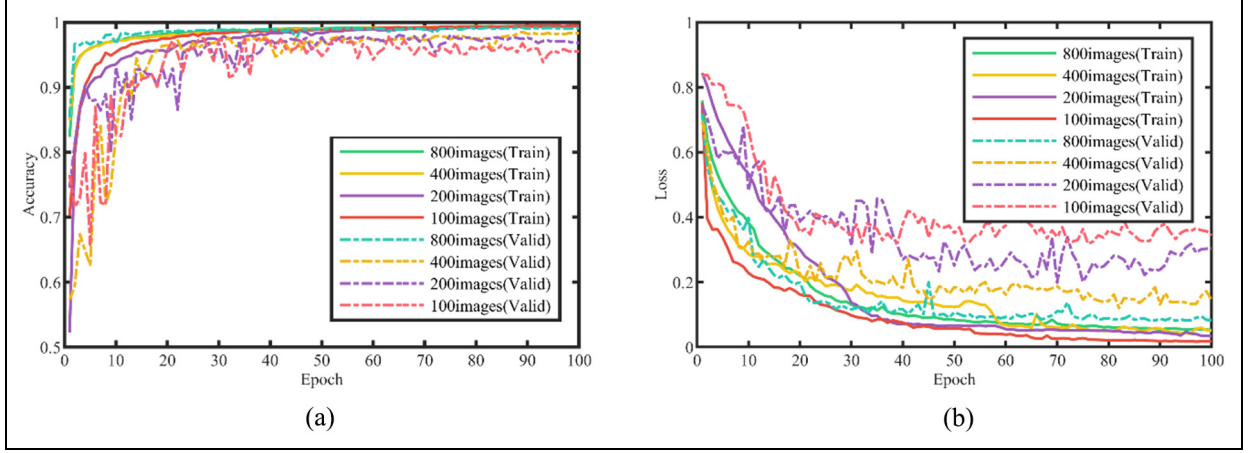 1
0.9
0.8
0.7
0.6
0.5
Accuracy
0 10 20 30 40 50 60 70 80 90 100
Epoch
800images(Train)
400images(Train)
200images(Train)
100images(Train)
800images(Valid)
400images(Valid)
200images(Valid)
100images(Valid)
(a)
1
0.8
0.6
0.4
0.2
0
Loss
0 10 20 30 40 50 60 70 80 90 100
Epoch
800images(Train)
400images(Train)
200images(Train)
100images(Train)
800images(Valid)
400images(Valid)
200images(Valid)
100images(Valid)
(b)